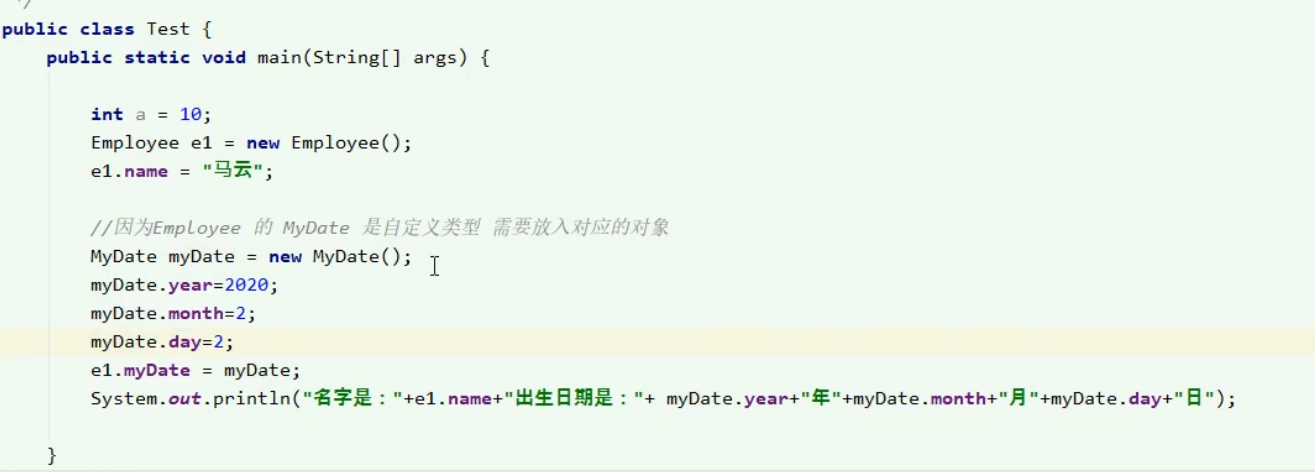 */
public class Test {
public static void main(String[] args) {
int a = 10;
Employee e1 = new Employee();
e1.name = "马云";
//因为Employee 的 MyDate 是自定义类型 需要放入对应的对象
MyDate myDate = new MyDate();
myDate.year=2020;
myDate.month=2;
myDate.day=2;
e1.myDate = myDate;
System.out.println("名字是："+e1.name+"出生日期是："+ myDate.year+"年"+myDate.month+"月"+myDate.day+"日");
}